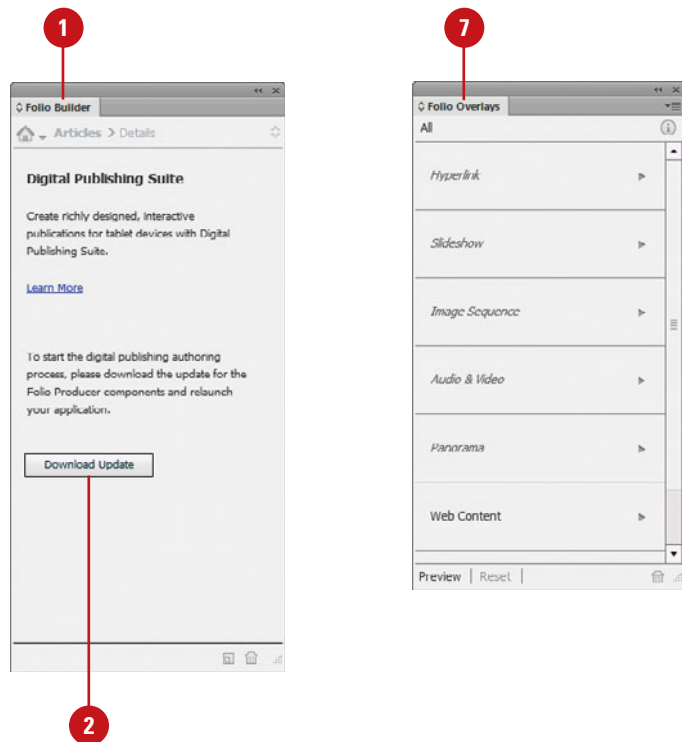 1
Folio Builder
Articles > Details
Digital Publishing Suite
Create richly designed, interactive
publications for tablet devices with Digital
Publishing Suite.
Learn More
To start the digital publishing authoring
process, please download the update for the
Folio Producer components and relaunch
your application.
Download Update
2
7
Folio Overlays
All
Hyperlink
Slideshow
Image Sequence
Audio & Video
Panorama
Web Content
Preview | Reset |